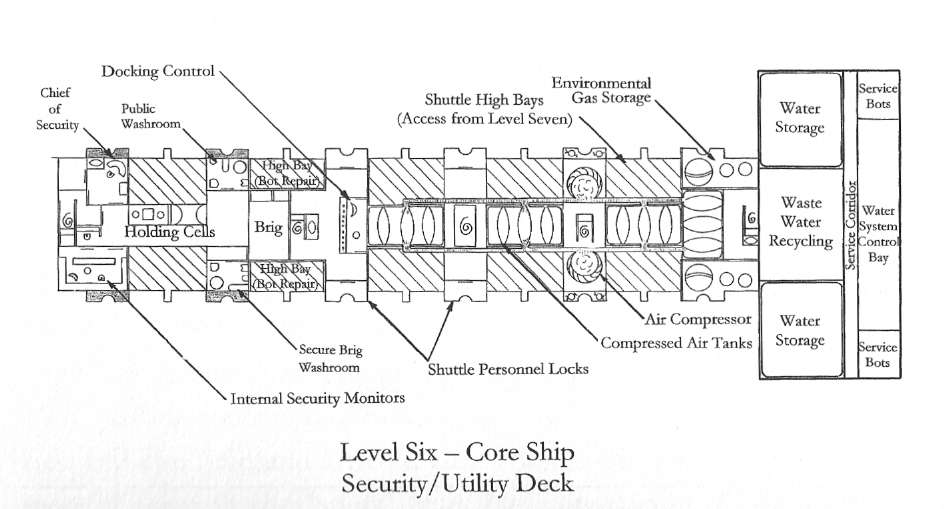 Docking Control
Chief
of
Security
Public
Washroom
Shuttle High Bays
(Access from Level Seven)
Environmental
Gas Storage
Water
Storage
Service
Bots
High Bay
(Bot Repair)
Holding Cells
Brig
Waste
Water
Recycling
Service Corridor
Water
System
Control
Bay
High Bay
(Bot Repair)
Secure Brig
Washroom
Internal Security Monitors
Shuttle Personnel Locks
Air Compressor
Compressed Air Tanks
Water
Storage
Service
Bots
Level Six – Core Ship
Security/Utility Deck